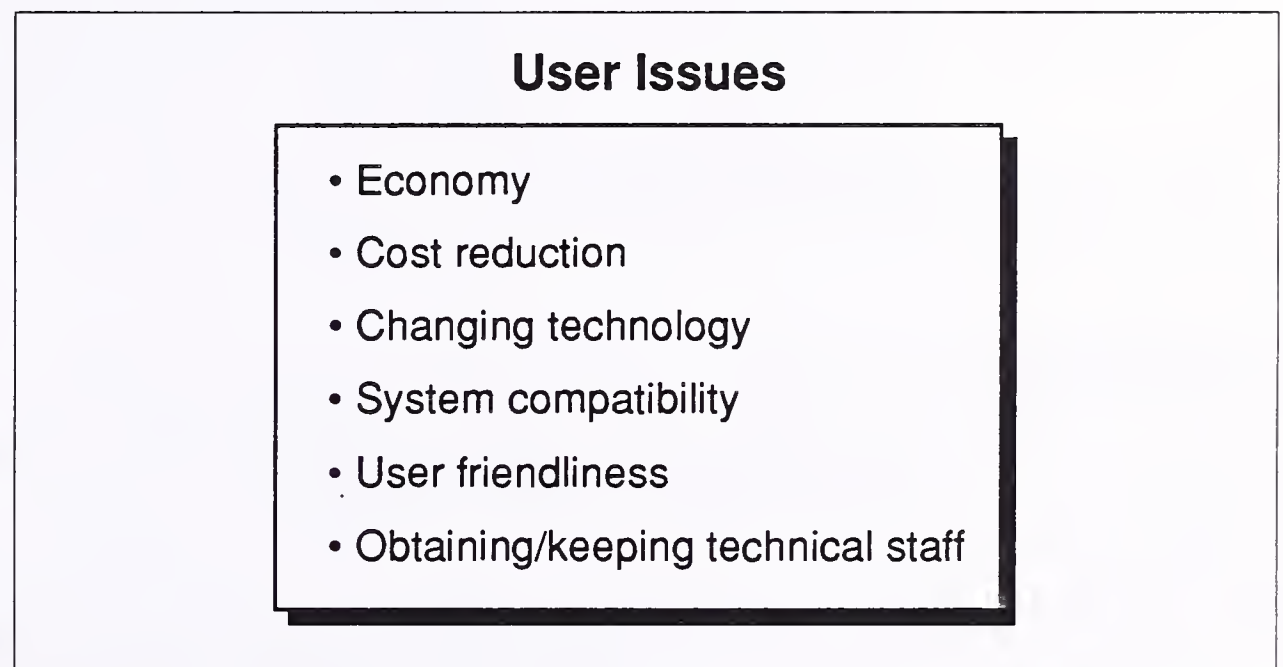 User Issues
• Economy
• Cost reduction
• Changing technology
• System compatibility
• User friendliness
• Obtaining/keeping technical staff